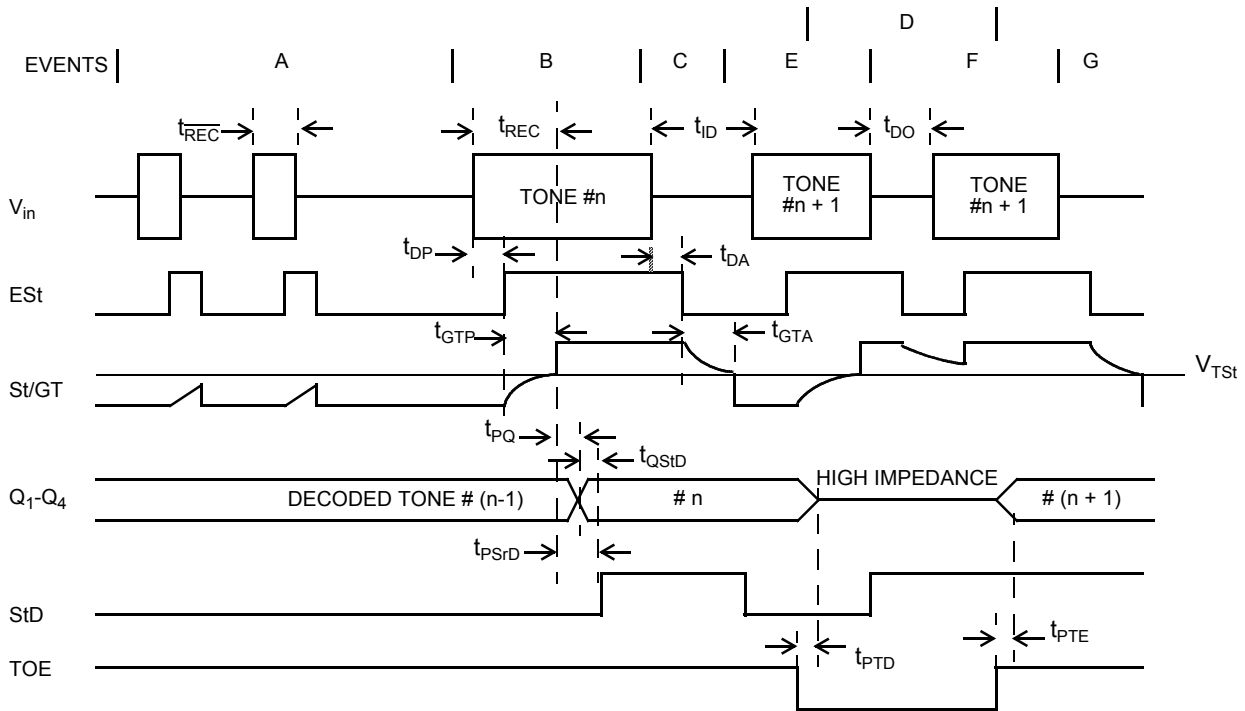 D
EVENTS A B C E F G
tREC tREC tID tDO
Vin TONE #n TONE #n + 1 TONE #n + 1
tDP tDA
ESt
tGTP tGTA
St/GT VTSt
tPQ
tQStD
Q1-Q4 DECODED TONE # (n-1) # n HIGH IMPEDANCE # (n + 1)
tPSrD
StD
tPTD tPTE
TOE